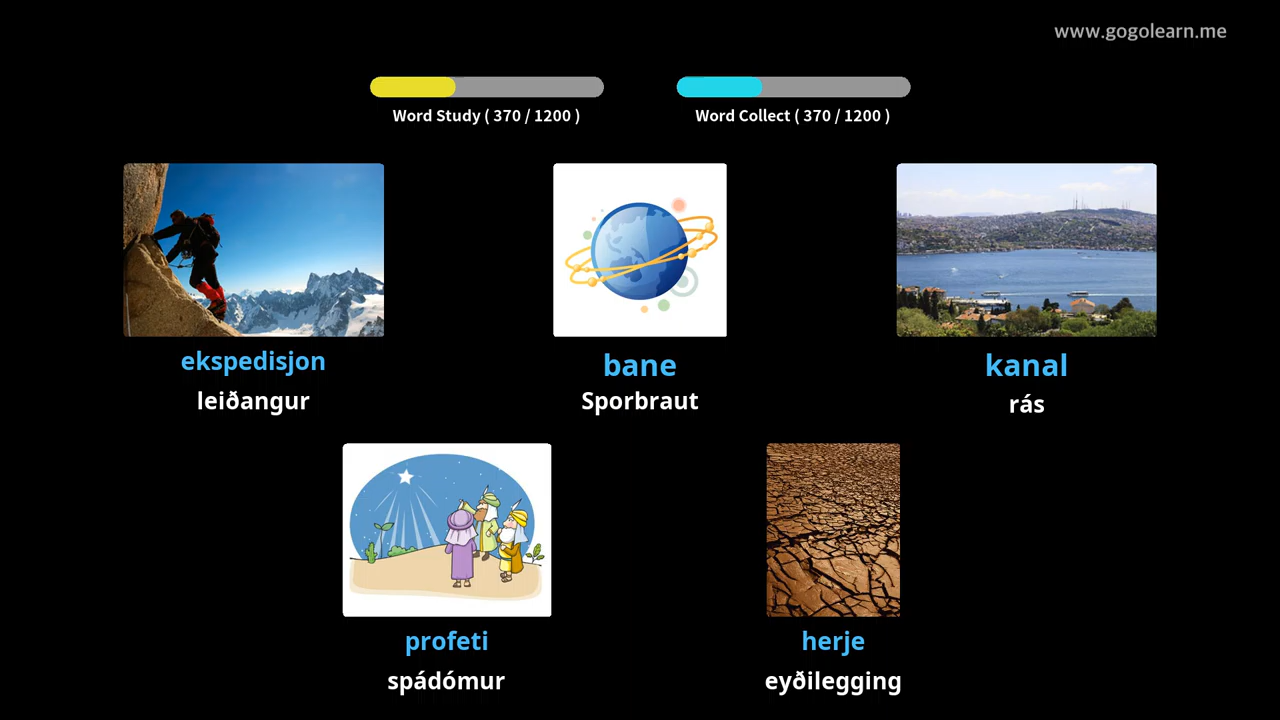 www.gogolearn.me
Word Study ( 370 / 1200 )
Word Collect ( 370 / 1200 )
ekspedisjon
leiðangur
bane
Sporbraut
kanal
rás
profeti
spádómur
herje
eyðilegging